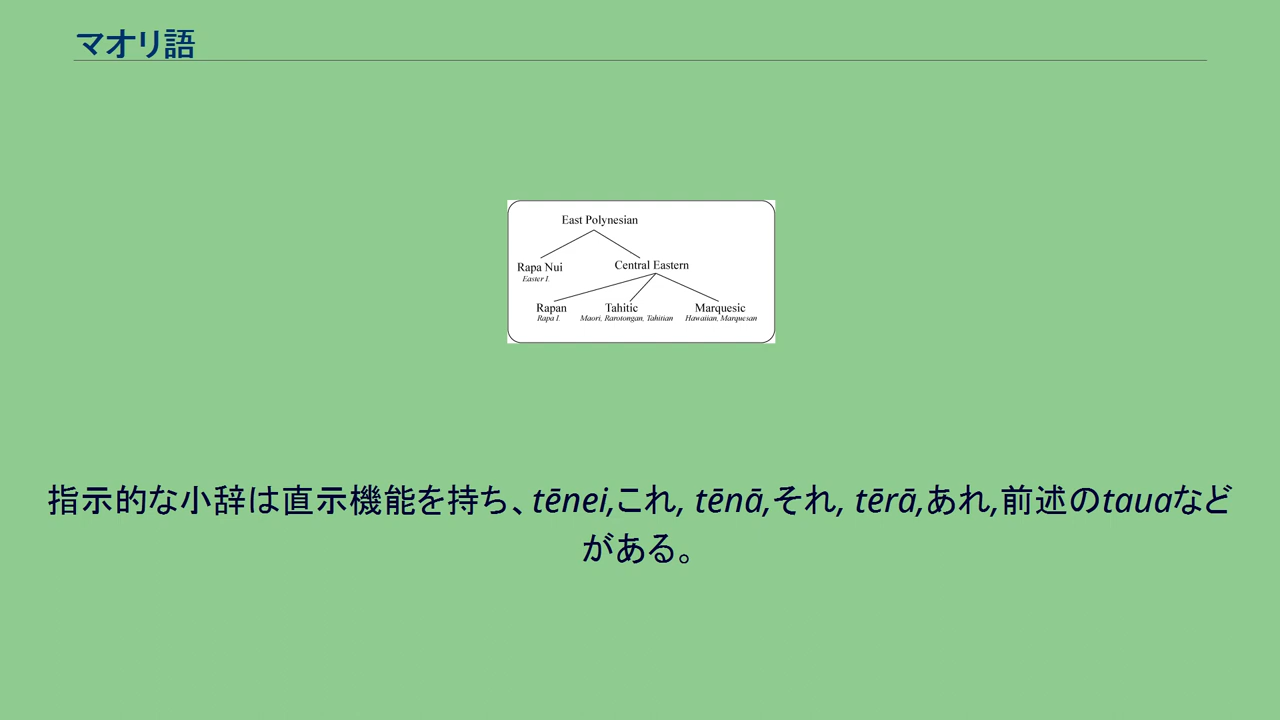 マオリ語
East Polynesian
Rapa Nui
Easter I.
Central Eastern
Rapan
Rapa I.
Tahitic
Maori, Rarotongan, Tahitian
Marquesic
Hawaiian, Marquesan
指示的な小辞は直示機能を持ち、tēnei,これ, tēnā,それ, tērā,あれ,前述のtauaなど
がある。